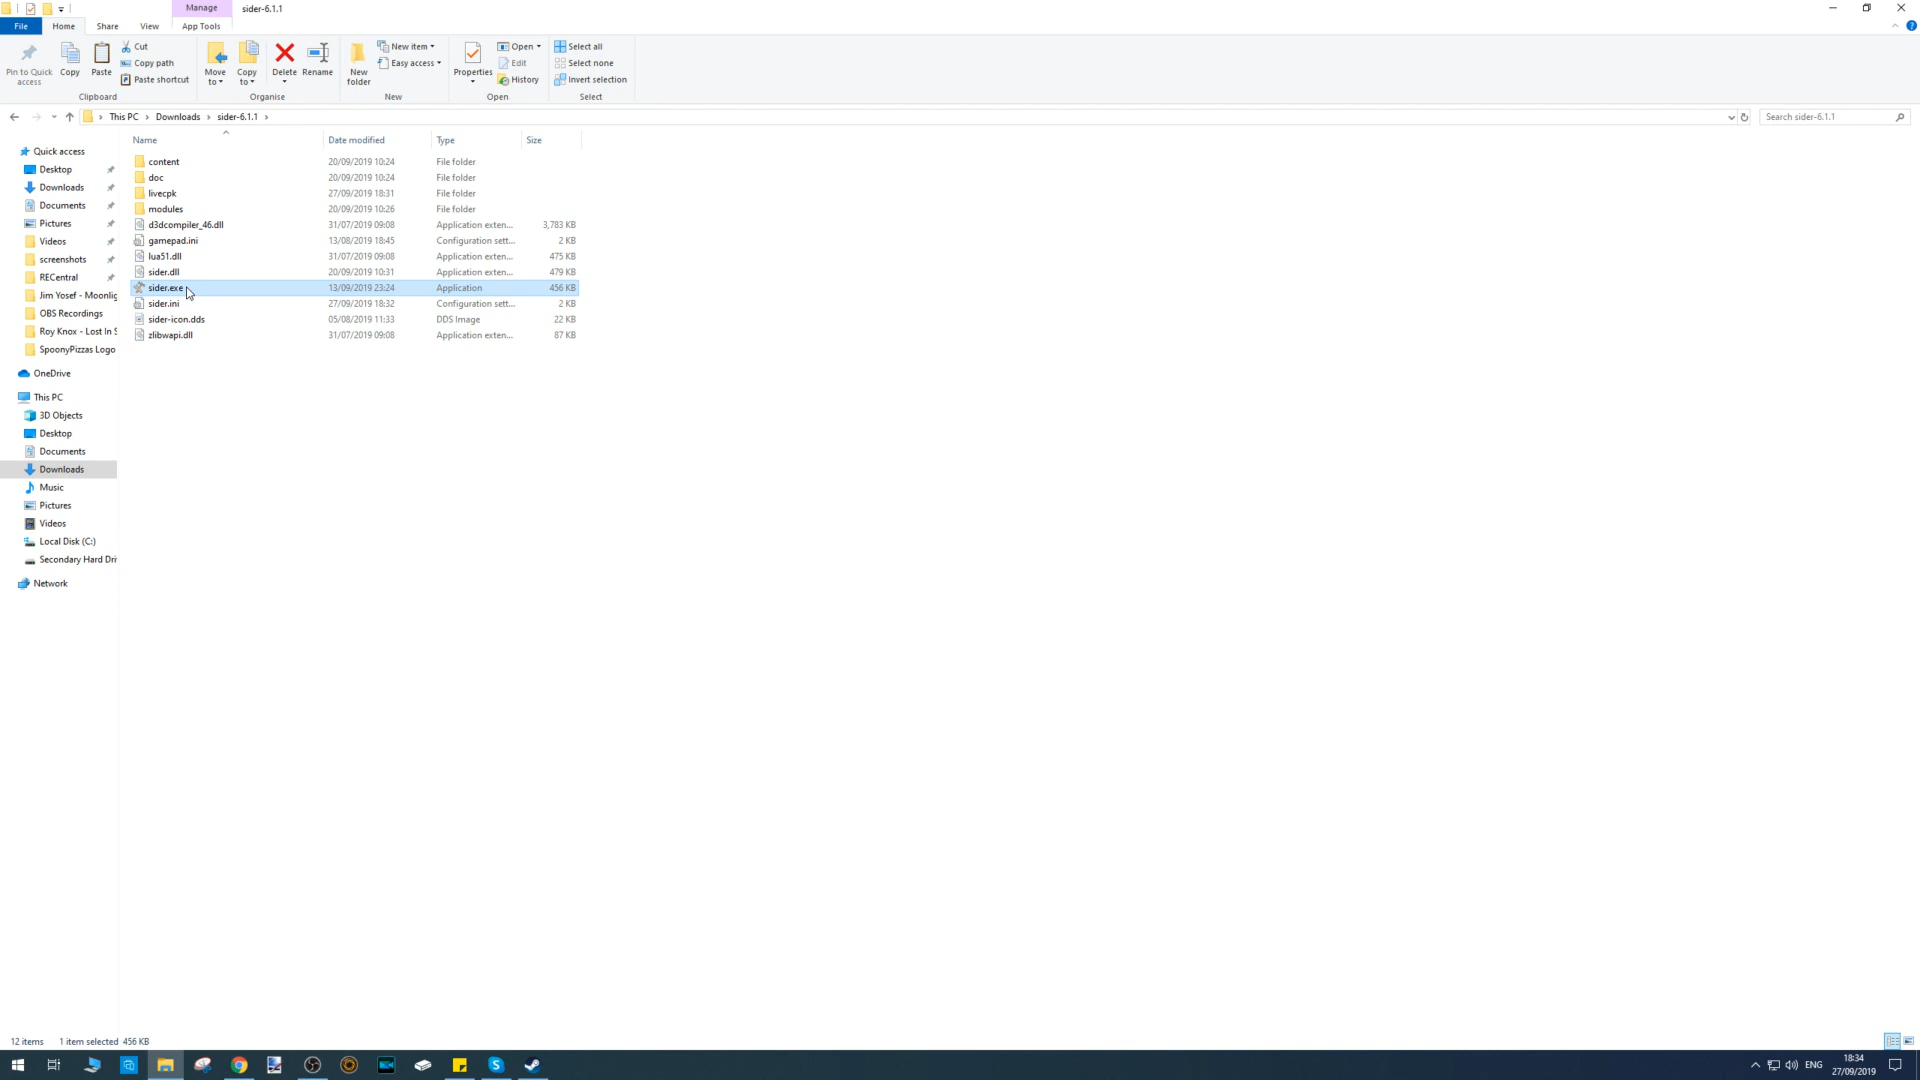 Manage
sider-6.1.1
File
Home
Share
View
App Tools
Pin to Quick access
Copy
Paste
Cut
Copy path
Paste shortcut
Move to
Copy to
Delete
Rename
New folder
New item
Easy access
Properties
Open
Edit
History
Select all
Select none
Invert selection
Clipboard
Organise
New
Open
Select
This PC
Downloads
sider-6.1.1
Search sider-6.1.1
Name
Date modified
Type
Size
content 20/09/2019 10:24 File folder
doc 20/09/2019 10:24 File folder
livecpk 27/09/2019 18:31 File folder
modules 20/09/2019 10:26 File folder
d3dcompiler_46.dll 31/07/2019 09:08 Application exten... 3,783 KB
gamepad.ini 13/08/2019 18:45 Configuration sett... 2 KB
lua51.dll 31/07/2019 09:08 Application exten... 475 KB
sider.dll 20/09/2019 10:31 Application exten... 479 KB
sider.exe 13/09/2019 23:24 Application 456 KB
sider.ini 27/09/2019 18:32 Configuration sett... 2 KB
sider-icon.dds 05/08/2019 11:33 DDS Image 22 KB
zlibwapi.dll 31/07/2019 09:08 Application exten... 87 KB
Quick access
Desktop
Downloads
Documents
Pictures
Videos
screenshots
RECentral
Jim Yosef - Moonlig
OBS Recordings
Roy Knox - Lost In S
SpoonyPizzas Logo
OneDrive
This PC
3D Objects
Desktop
Documents
Downloads
Music
Pictures
Videos
Local Disk (C:)
Secondary Hard Dri
Network
12 items
1 item selected 456 KB
ENG
18:34
27/09/2019